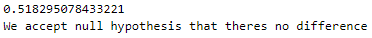 0.518295078433221
We accept null hypothesis that theres no difference